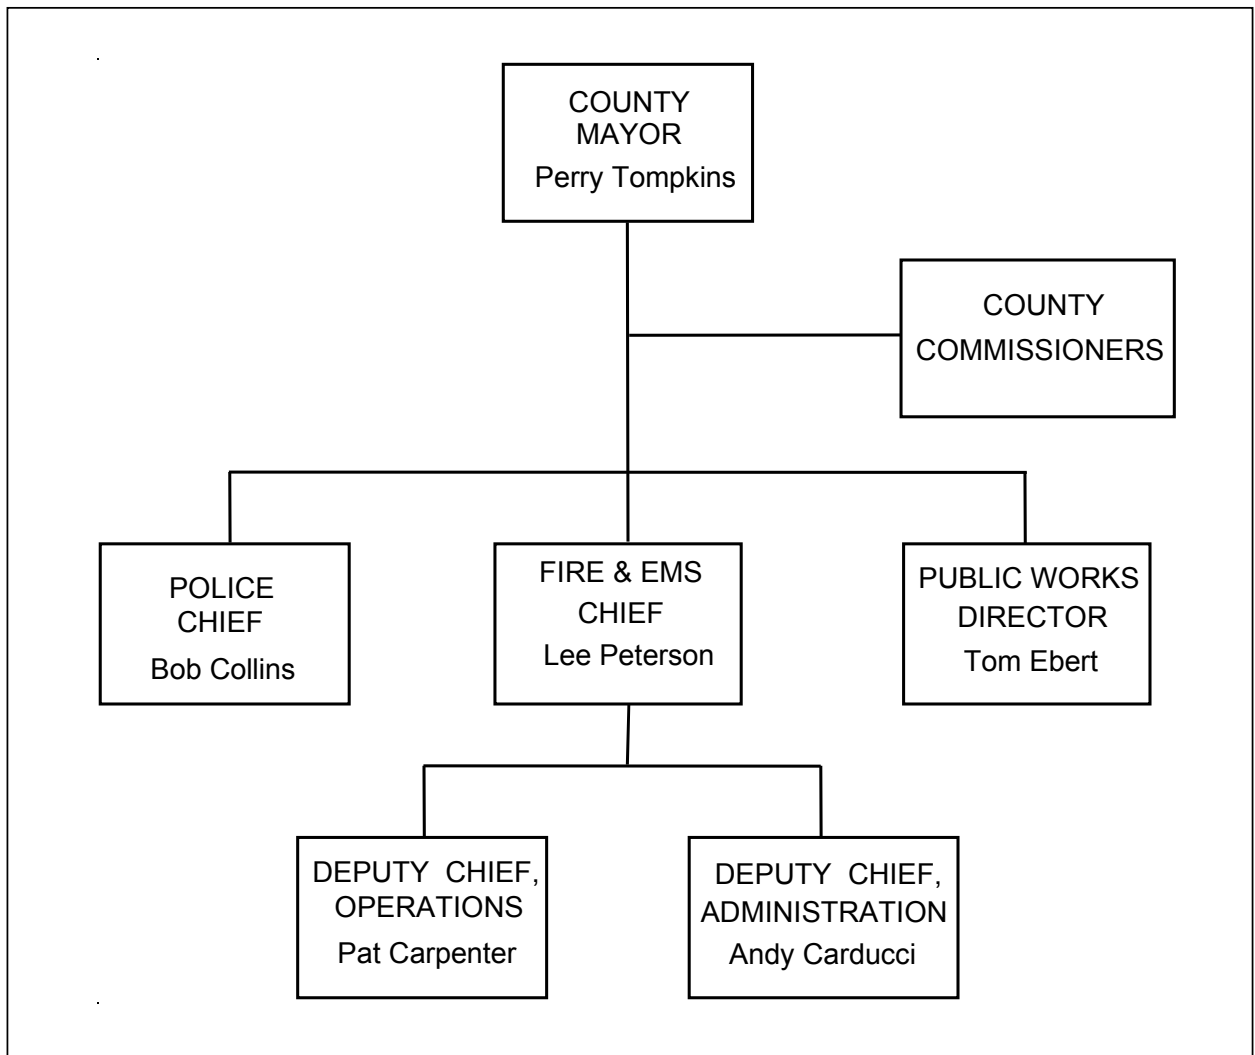 COUNTY
MAYOR
Perry Tompkins
COUNTY
COMMISSIONERS
POLICE
CHIEF
Bob Collins
FIRE & EMS
CHIEF
Lee Peterson
PUBLIC WORKS
DIRECTOR
Tom Ebert
DEPUTY CHIEF,
OPERATIONS
Pat Carpenter
DEPUTY CHIEF,
ADMINISTRATION
Andy Carducci